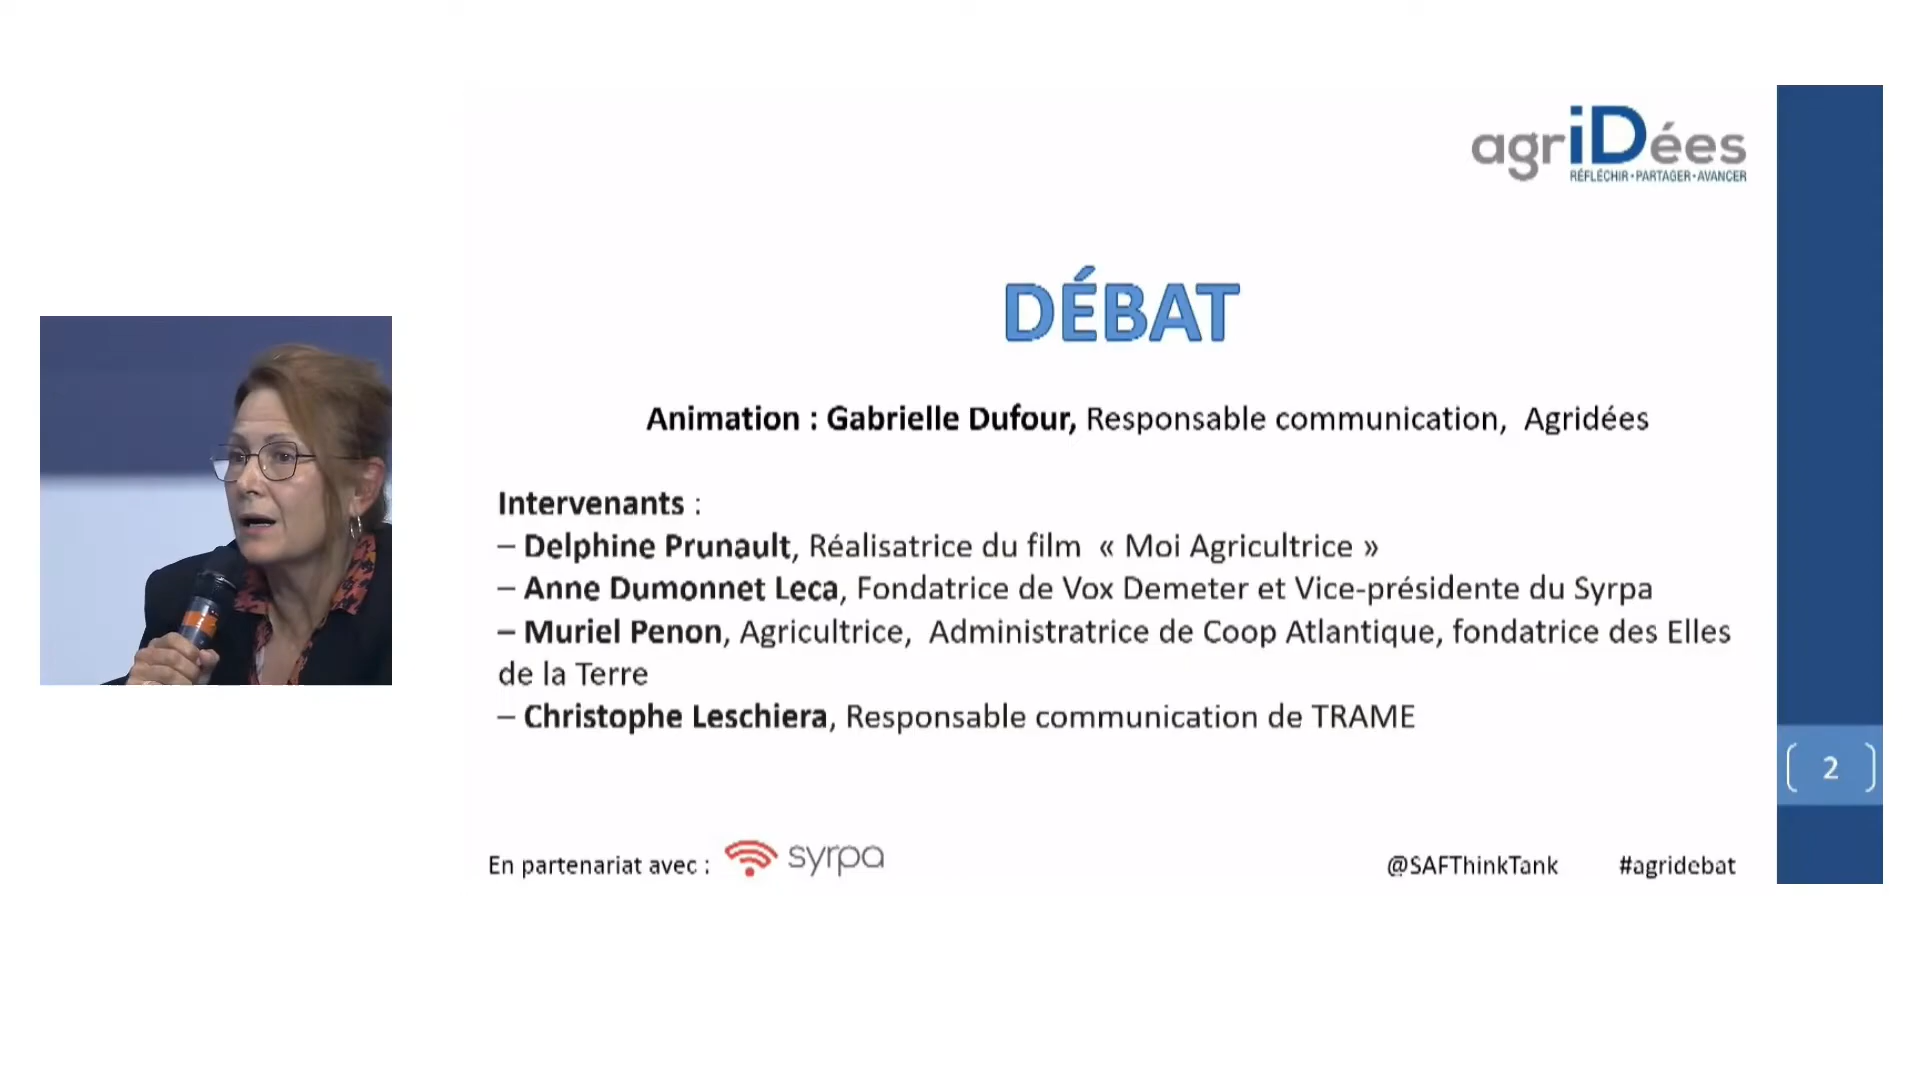 agriDées
RÉFLÉCHIR•PARTAGER•AVANCER
DÉBAT
Animation : Gabrielle Dufour, Responsable communication, Agridées
Intervenants :
– Delphine Prunault, Réalisatrice du film « Moi Agricultrice »
– Anne Dumonnet Leca, Fondatrice de Vox Demeter et Vice-présidente du Syrpa
– Muriel Penon, Agricultrice, Administratrice de Coop Atlantique, fondatrice des Elles
de la Terre
– Christophe Leschiera, Responsable communication de TRAME
2
En partenariat avec : syrpa @SAFThinkTank #agridebat